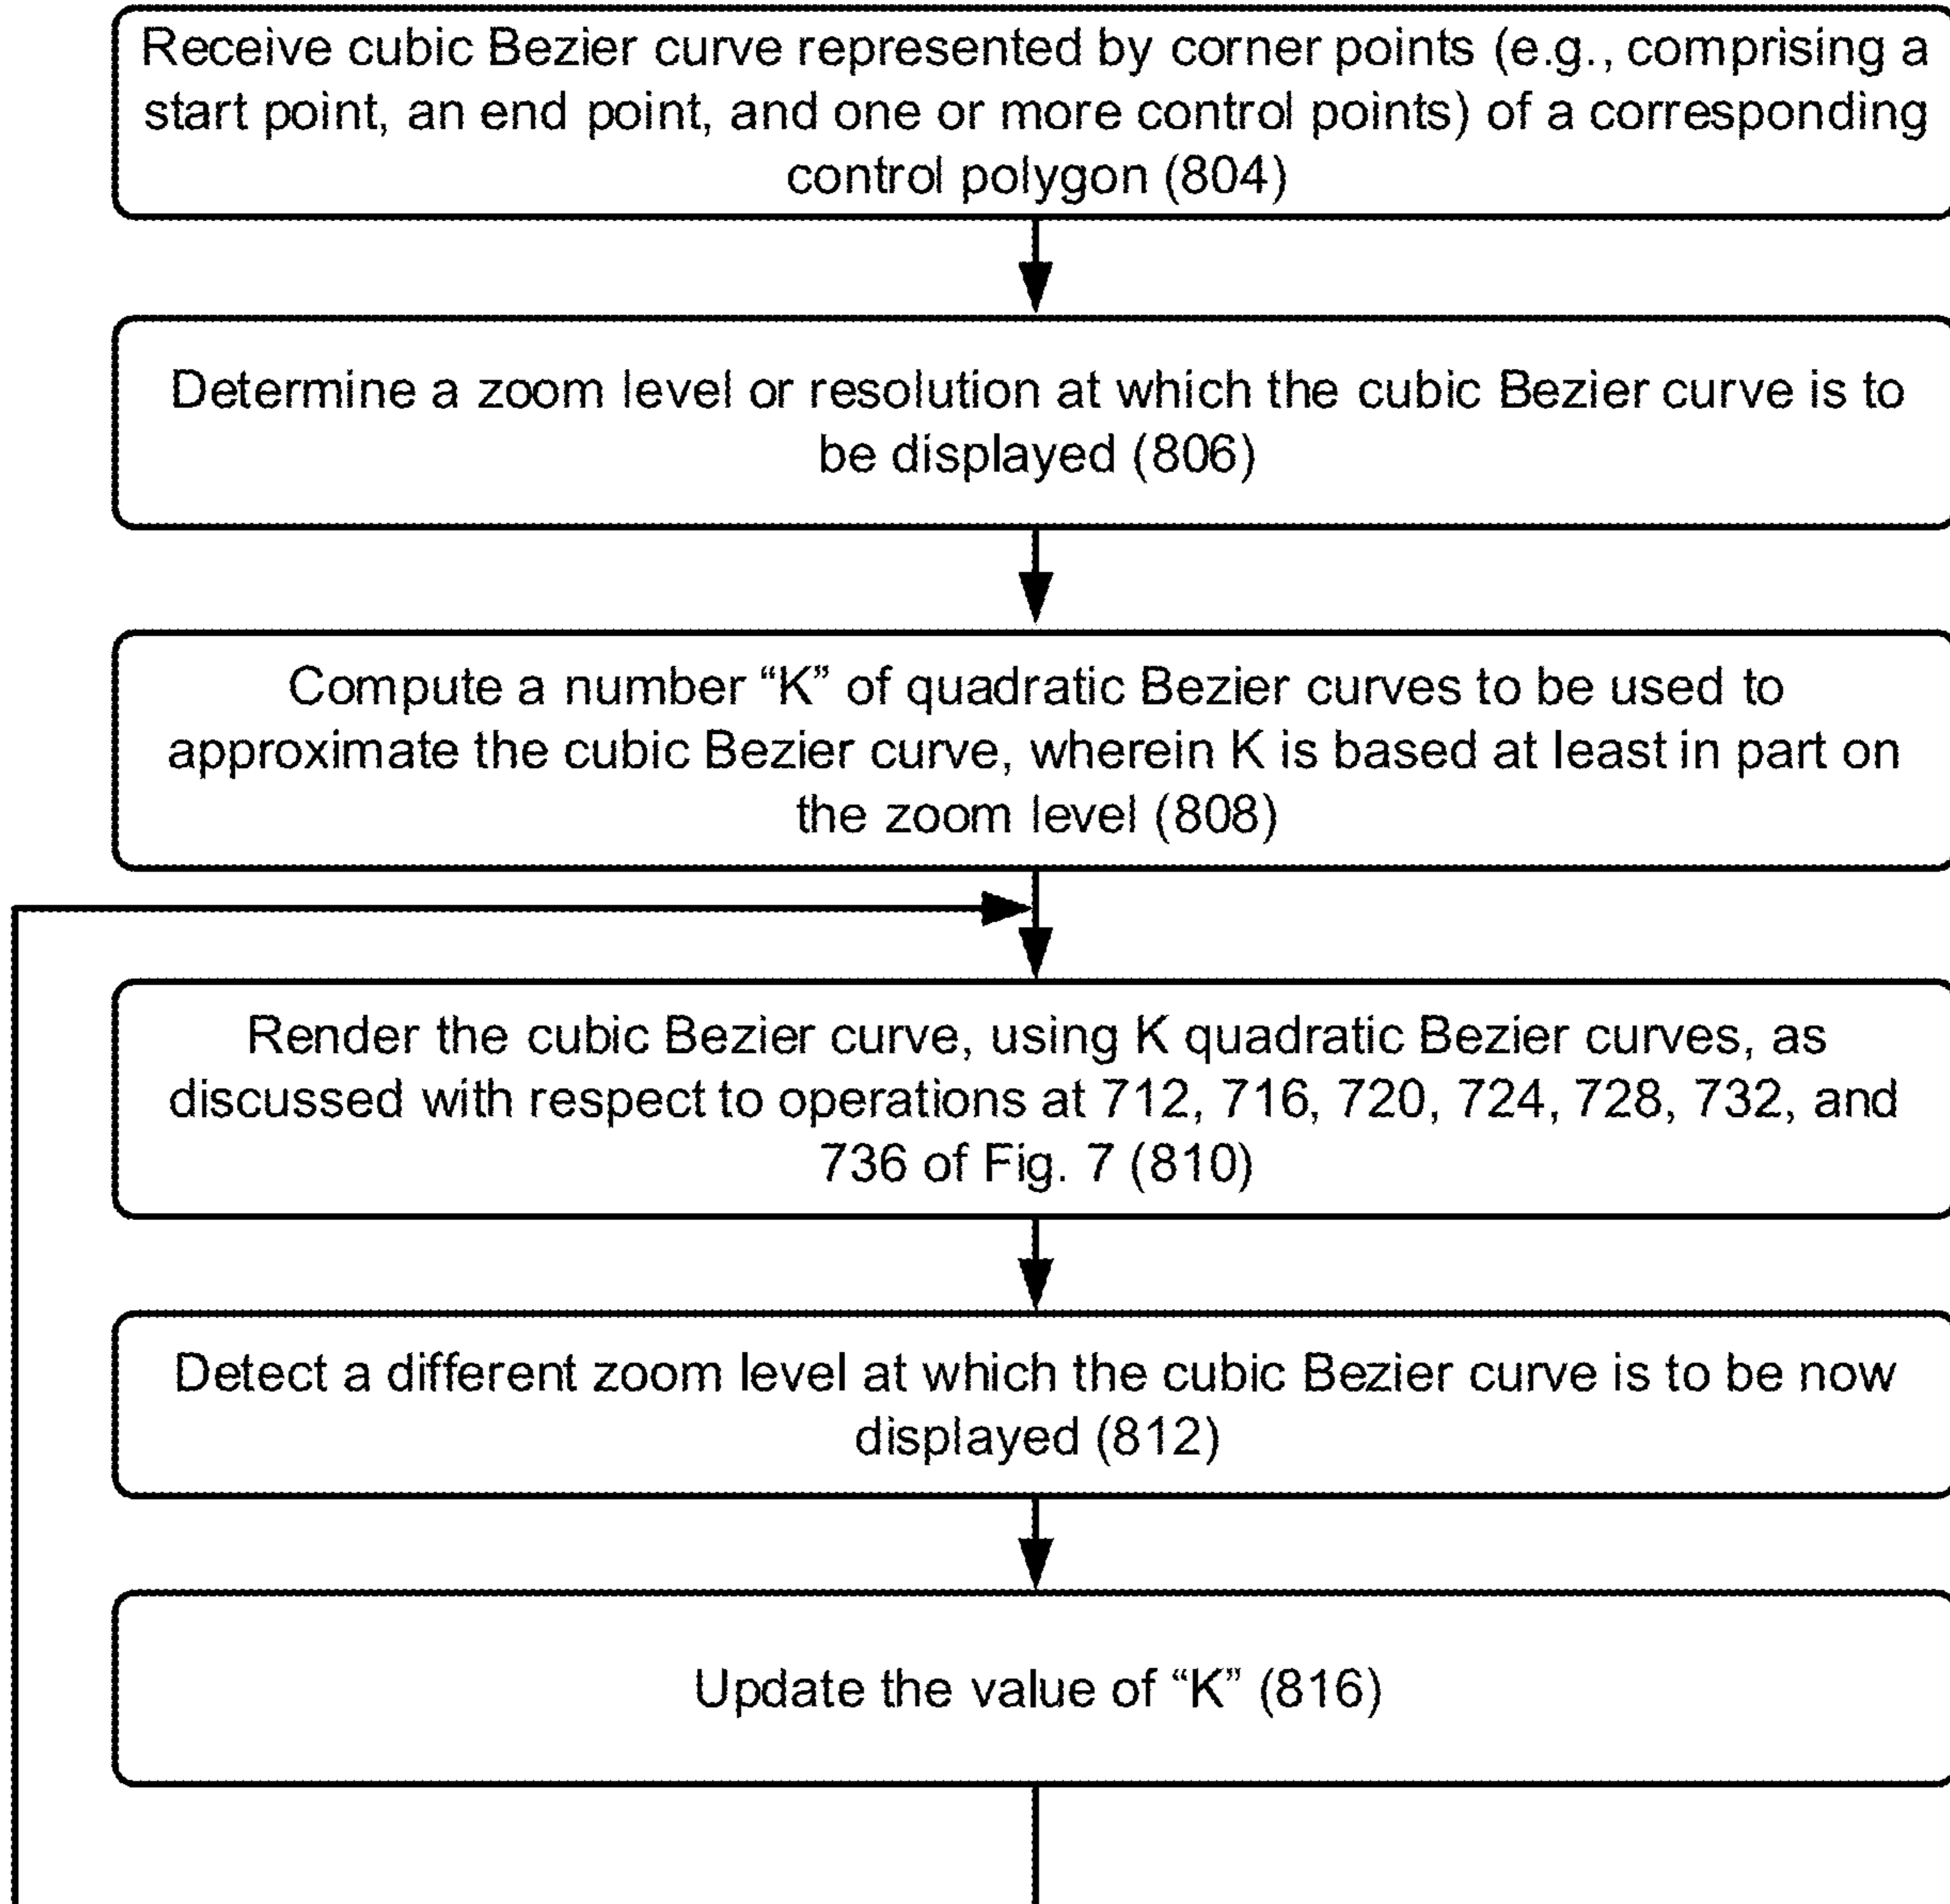 Receive cubic Bezier curve represented by corner points (e.g., comprising a
start point, an end point, and one or more control points) of a corresponding
control polygon (804)
Determine a zoom level or resolution at which the cubic Bezier curve is to
be displayed (806)
Compute a number “K” of quadratic Bezier curves to be used to
approximate the cubic Bezier curve, wherein K is based at least in part on
the zoom level (808)
Render the cubic Bezier curve, using K quadratic Bezier curves, as
discussed with respect to operations at 712, 716, 720, 724, 728, 732, and
736 of Fig. 7 (810)
Detect a different zoom level at which the cubic Bezier curve is to be now
displayed (812)
Update the value of “K” (816)